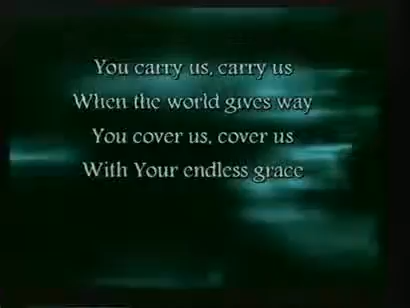 You carry us, carry us
When the world gives way
You cover us, cover us
With Your endless grace